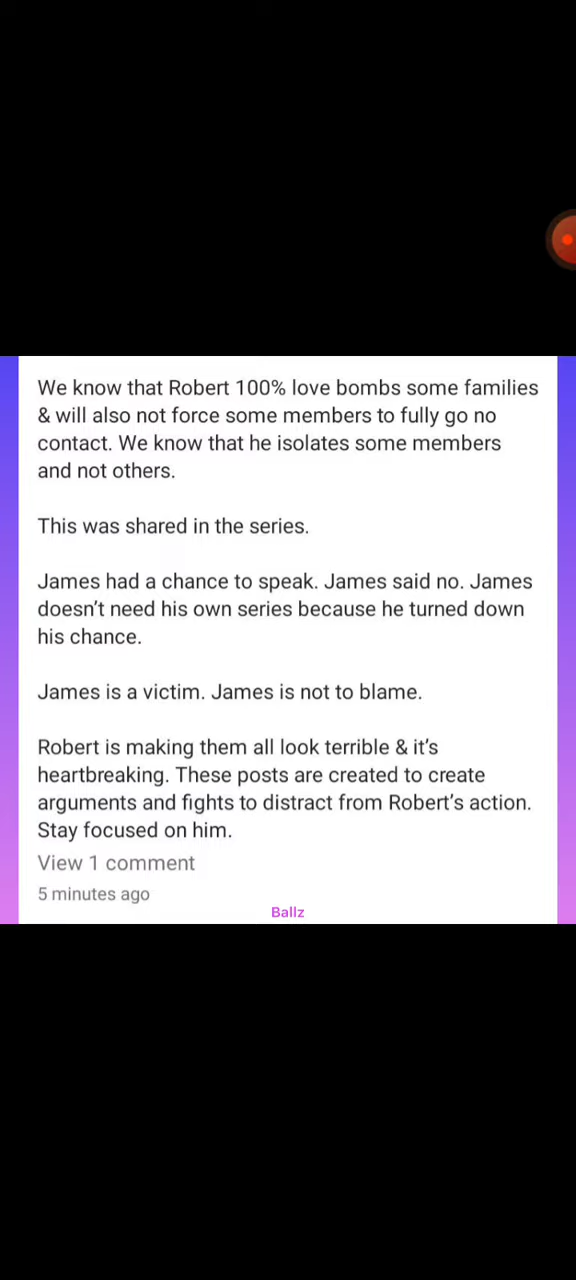 We know that Robert 100% love bombs some families
& will also not force some members to fully go no
contact. We know that he isolates some members
and not others.
This was shared in the series.
James had a chance to speak. James said no. James
doesn’t need his own series because he turned down
his chance.
James is a victim. James is not to blame.
Robert is making them all look terrible & it’s
heartbreaking. These posts are created to create
arguments and fights to distract from Robert’s action.
Stay focused on him.
View 1 comment
5 minutes ago
Ballz